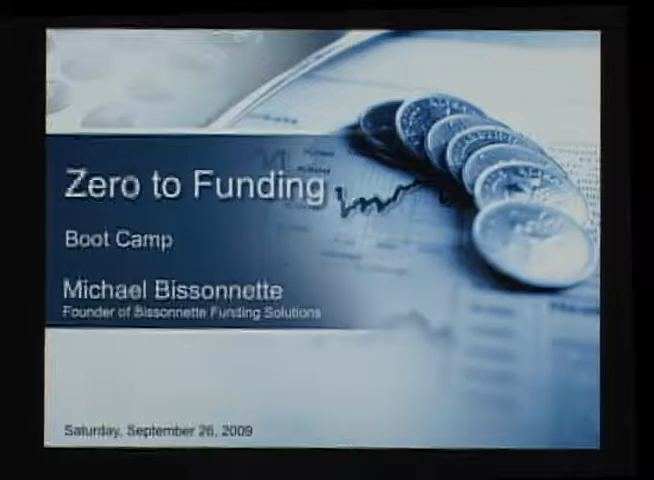 Zero to Funding
Boot Camp
Michael Bissonnette
Founder of Bissonnette Funding Solutions
Saturday, September 26, 2009